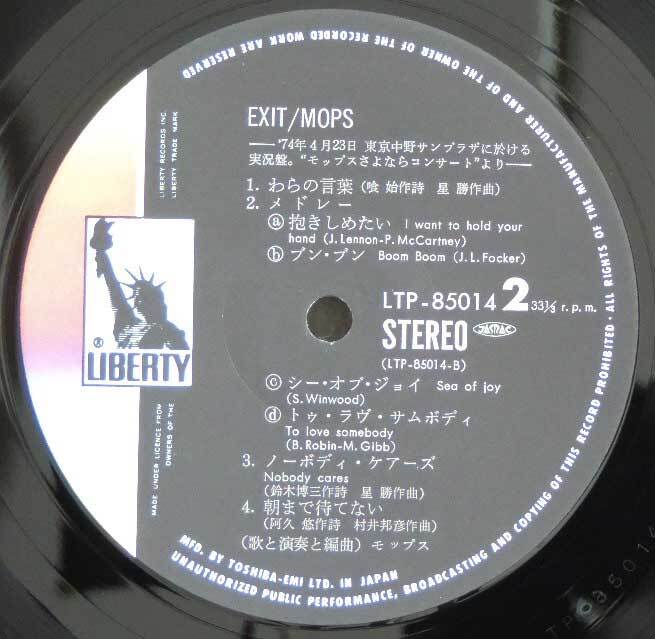 EXIT/MOPS
——'74年4月23日 東京中野サンプラザに於ける
実況盤。“モップスさよならコンサート”より——
1. わらの言葉 (喰 始作詩 星 勝作曲)
2. メドレー
ⓐ 抱きしめたい I want to hold your
hand (J. Lennon-P. McCartney)
ⓑ ブン・ブン Boom Boom (J. L. Focker)
LTP-85014 2 33⅓ r.p.m.
STEREO JASRAC
(LTP-85014-B)
ⓒ シー・オブ・ジョイ Sea of joy
(S. Winwood)
ⓓ トゥ・ラヴ・サムボディ
To love somebody
(B. Robin-M. Gibb)
3. ノーボディ・ケアーズ
Nobody cares
(鈴木博三作詩 星 勝作曲)
4. 朝まで待てない
(阿久 悠作詩 村井邦彦作曲)
(歌と演奏と編曲) モップス
® LIBERTY
LIBERTY RECORDS INC.
LIBERTY TRADE MARK
MADE UNDER LICENCE FROM
OWNERS OF THE
MFD. BY TOSHIBA-EMI LTD. IN JAPAN
ALL RIGHTS OF THE MANUFACTURER AND OF THE OWNER OF THE RECORDED WORK ARE RESERVED
UNAUTHORIZED PUBLIC PERFORMANCE, BROADCASTING AND COPYING OF THIS RECORD PROHIBITED·